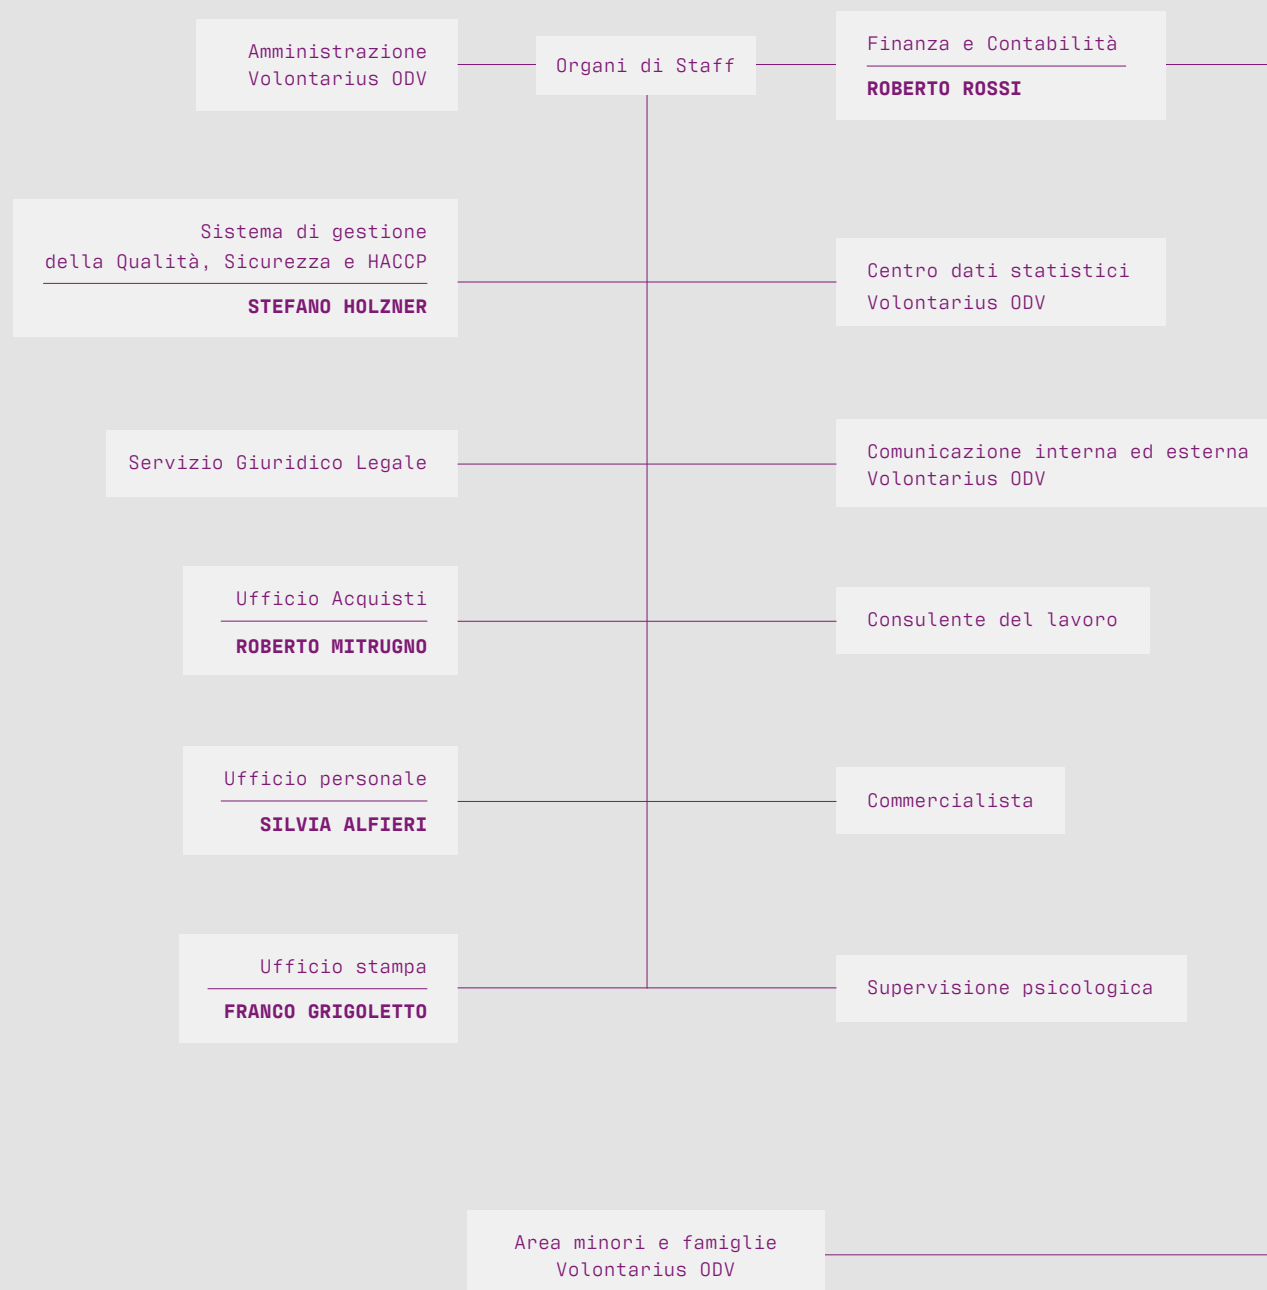 Amministrazione
Volontarius ODV
Organi di Staff
Finanza e Contabilità
ROBERTO ROSSI
Sistema di gestione
della Qualità, Sicurezza e HACCP
STEFANO HOLZNER
Centro dati statistici
Volontarius ODV
Servizio Giuridico Legale
Comunicazione interna ed esterna
Volontarius ODV
Ufficio Acquisti
ROBERTO MITRUGNO
Consulente del lavoro
Ufficio personale
SILVIA ALFIERI
Commercialista
Ufficio stampa
FRANCO GRIGOLETTO
Supervisione psicologica
Area minori e famiglie
Volontarius ODV